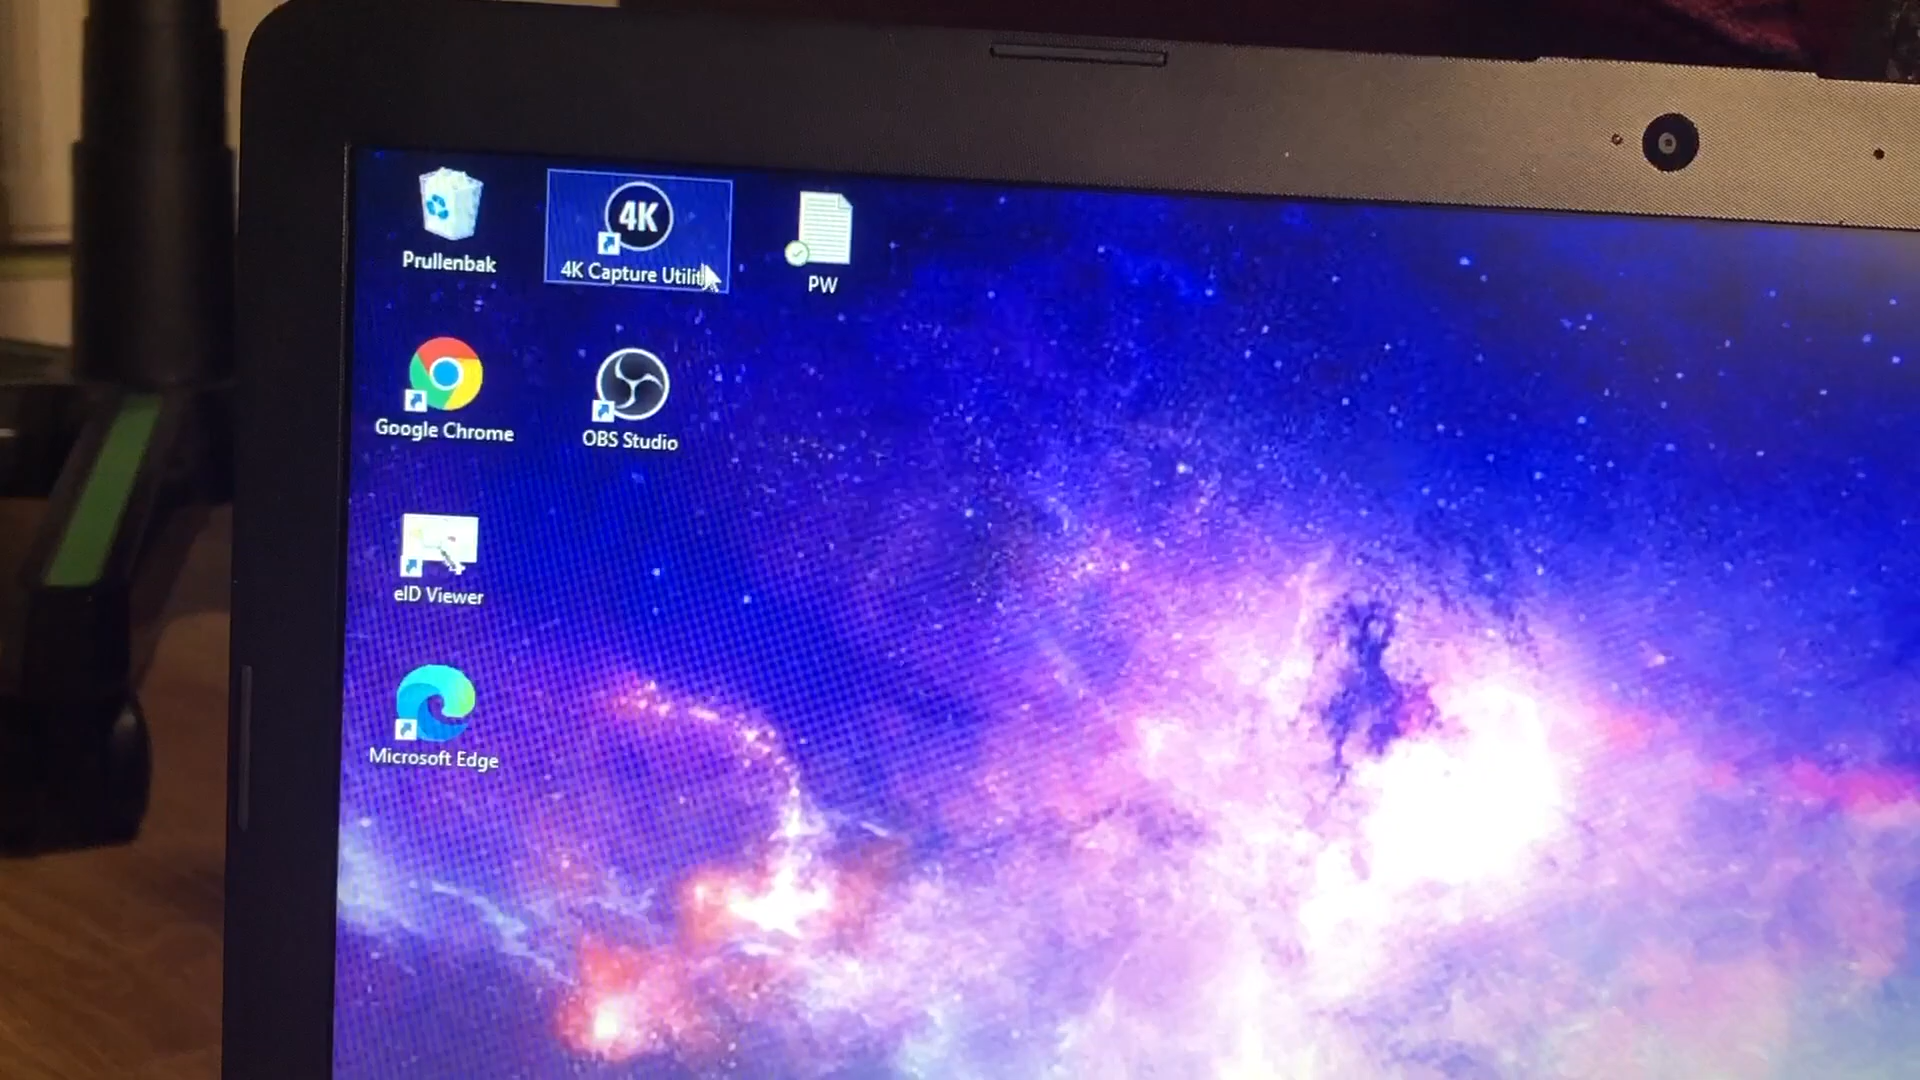 Prullenbak
4K
4K Capture Utilit
PW
Google Chrome
OBS Studio
eID Viewer
Microsoft Edge